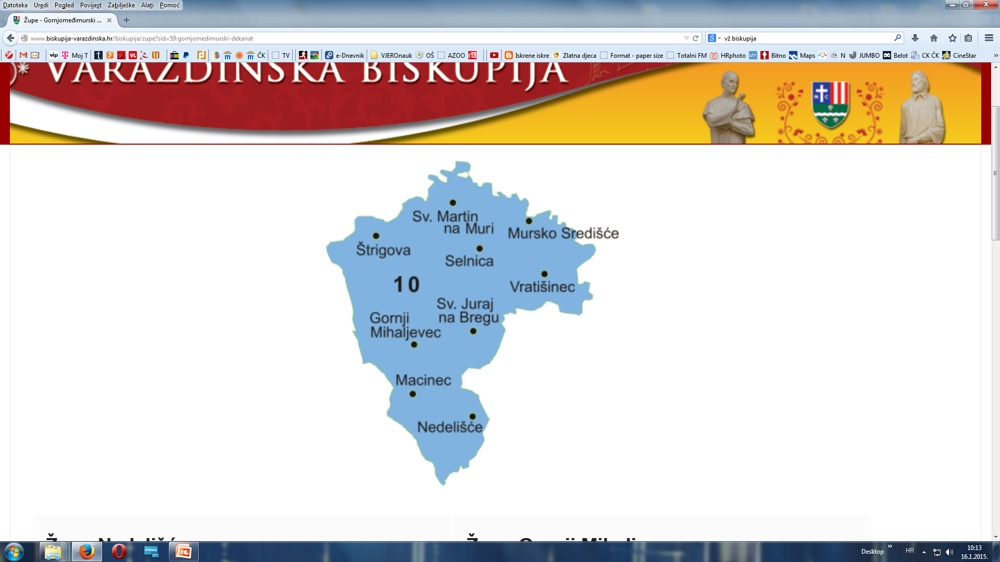 Datoteka Uredi Pogled Povijest Zabilješke Alati Pomoć
Župe - Gornjomeđimurski ...
www.biskupija-varazdinska.hr/biskupija/zupe?sid=59:gornjomedimurski-dekanat
vž biskupija
vip Moj T VL ČK TV e-Dnevnik VJEROnauk OŠ AZOO Iskrene iskre Zlatna djeca Format - paper size Totalni FM HRphoto whr Bitno Maps N JUMBO Belot CK ČK CineStar
VARAŽDINSKA BISKUPIJA
M C
Sv. Martin
na Muri
Mursko Središće
Štrigova
Selnica
10
Vratišinec
Sv. Juraj
na Bregu
Gornji
Mihaljevec
Macinec
Nedelišće
Desktop
HR
10:13
16.1.2015.